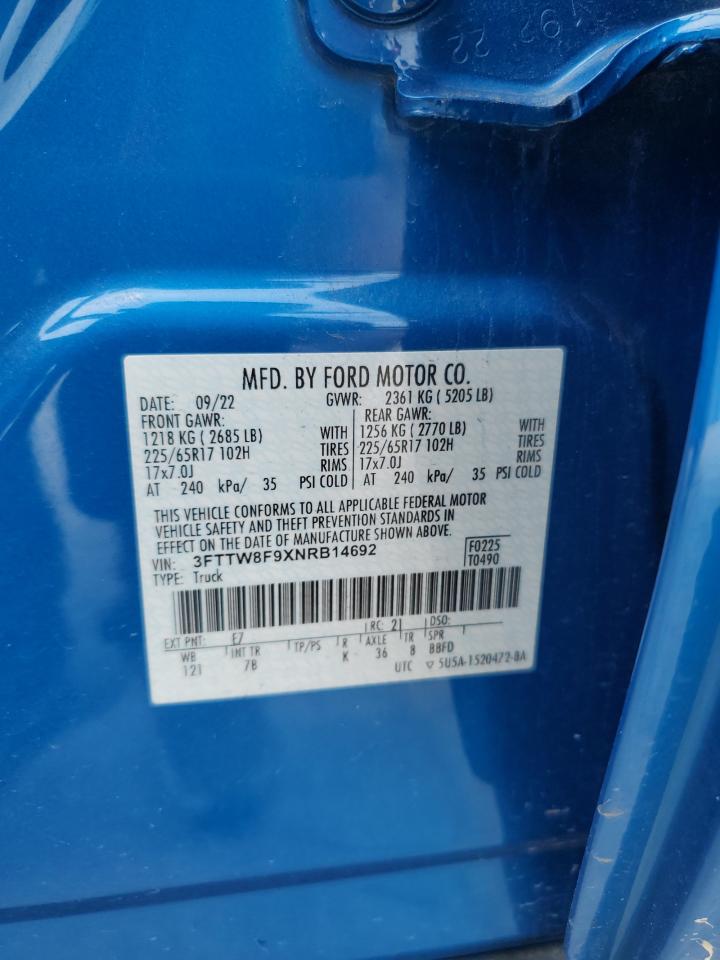 92 22
MFD. BY FORD MOTOR CO.
DATE: 09/22 GVWR: 2361 KG ( 5205 LB)
FRONT GAWR: REAR GAWR:
1218 KG ( 2685 LB) WITH 1256 KG ( 2770 LB) WITH
225/65R17 102H TIRES 225/65R17 102H TIRES
17x7.0J RIMS 17x7.0J RIMS
AT 240 kPa/ 35 PSI COLD AT 240 kPa/ 35 PSI COLD
THIS VEHICLE CONFORMS TO ALL APPLICABLE FEDERAL MOTOR
VEHICLE SAFETY AND THEFT PREVENTION STANDARDS IN
EFFECT ON THE DATE OF MANUFACTURE SHOWN ABOVE.
VIN: 3FTTW8F9XNRB14692 F0225
TYPE: Truck T0490
EXT PNT: E7 RC: 21 DSO:
WB INT TR TP/PS R AXLE TR SPR
121 7B K 36 8 BBFD
UTC ▽ 5U5A-1520472-BA